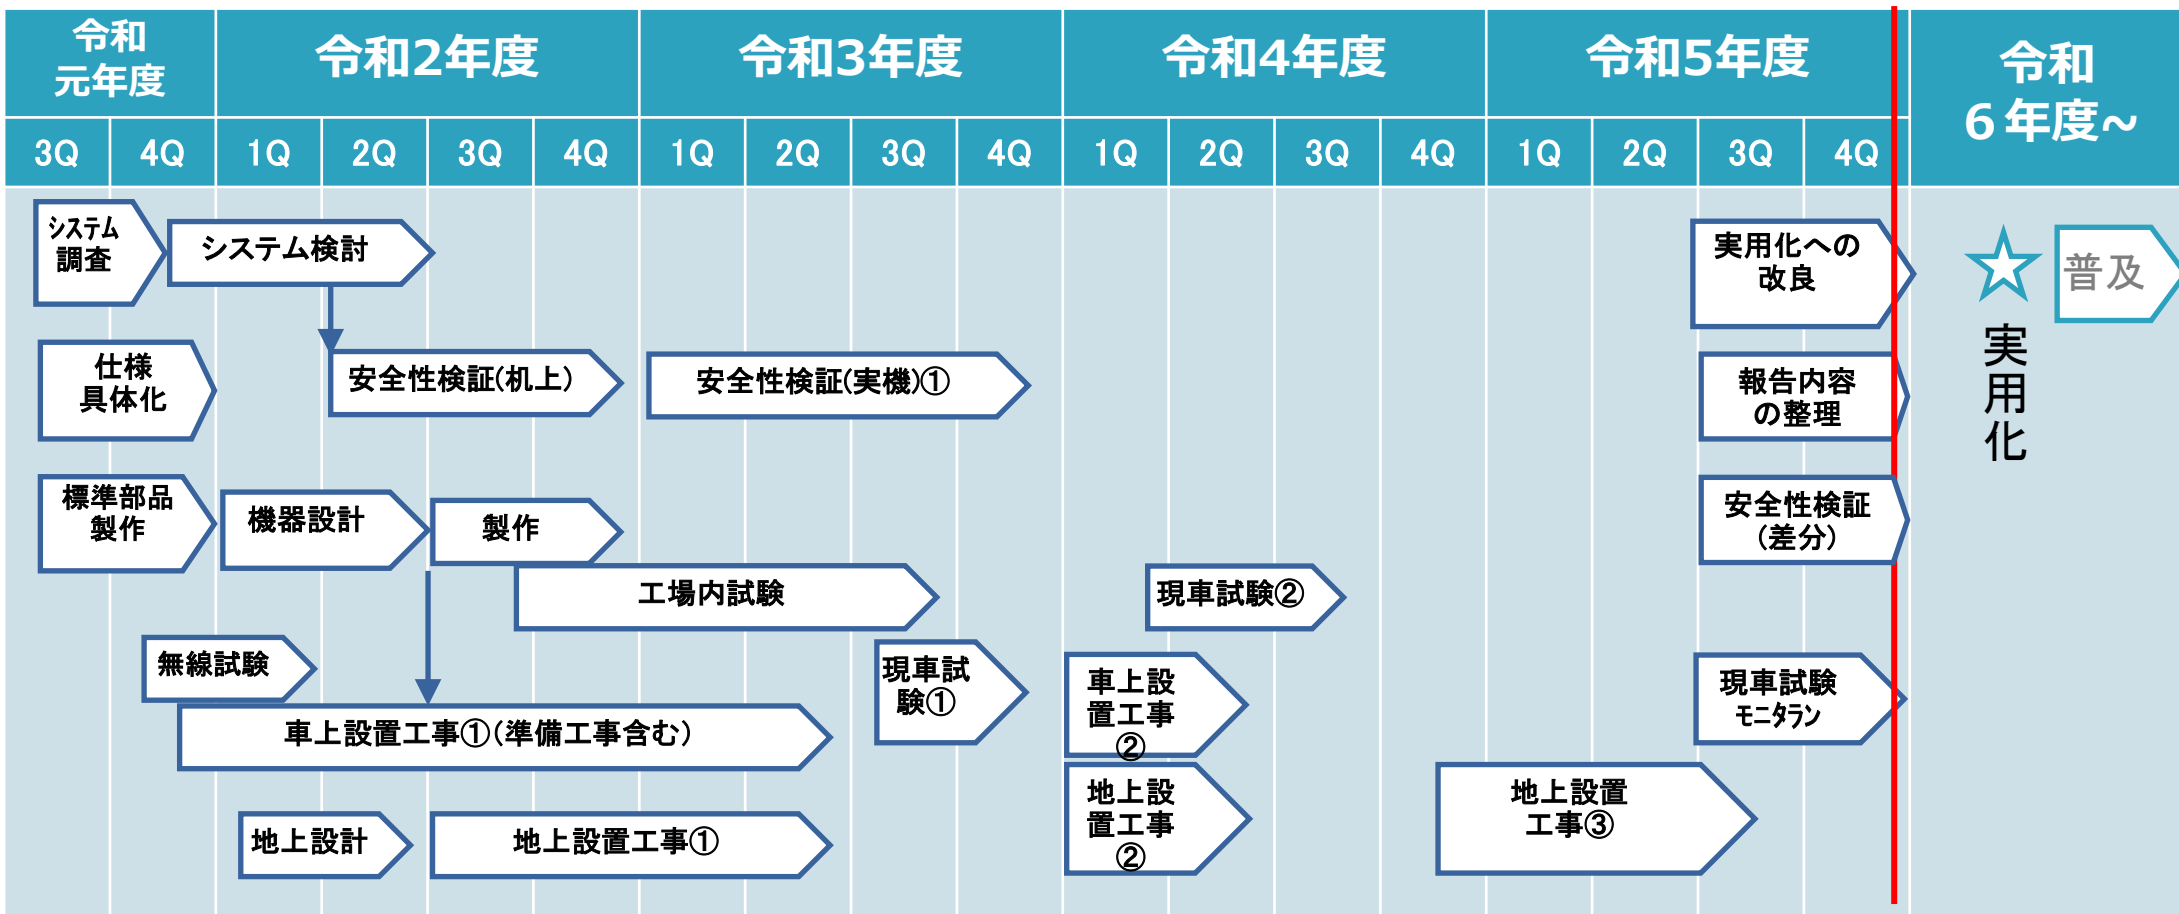 令和
元年度
令和2年度
令和3年度
令和4年度
令和5年度
令和
６年度~
3Q
4Q
1Q
2Q
3Q
4Q
1Q
2Q
3Q
4Q
1Q
2Q
3Q
4Q
1Q
2Q
3Q
4Q
システム
調査
システム検討
実用化への
改良
普及
実用化
仕様
具体化
安全性検証(机上)
安全性検証(実機)①
報告内容
の整理
標準部品
製作
機器設計
製作
安全性検証
(差分)
工場内試験
現車試験②
無線試験
現車試
験①
車上設
置工事
②
現車試験
モニタラン
車上設置工事①(準備工事含む)
地上設計
地上設置工事①
地上設
置工事
②
地上設置
工事③